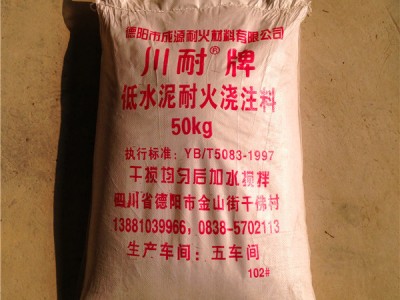 德阳市成源耐火材料有限公司
川耐®牌
低水泥耐火浇注料
50kg
执行标准：YB/T5083-1997
干损均匀后加水搅拌
四川省德阳市金山街千佛村
13881039966，0838-5702113
生产车间：五车间
102#